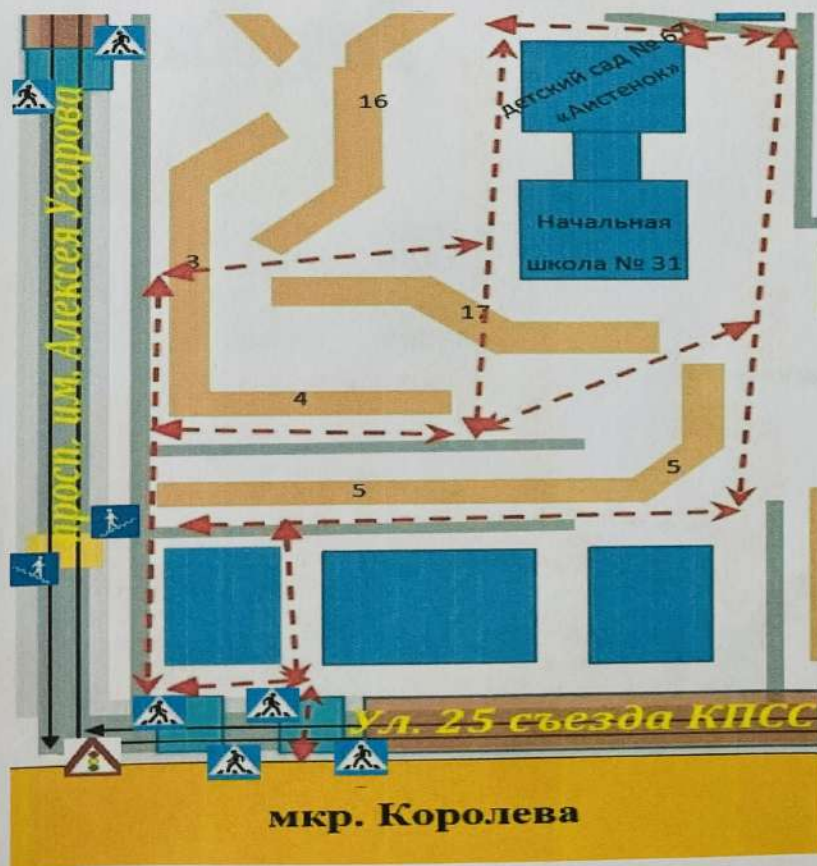 Детский сад № 67
«Аистенок»
16
просп. им. Алексея Угарова
Начальная
школа № 31
3
17
4
5
5
Ул. 25 съезда КПСС
мкр. Королева